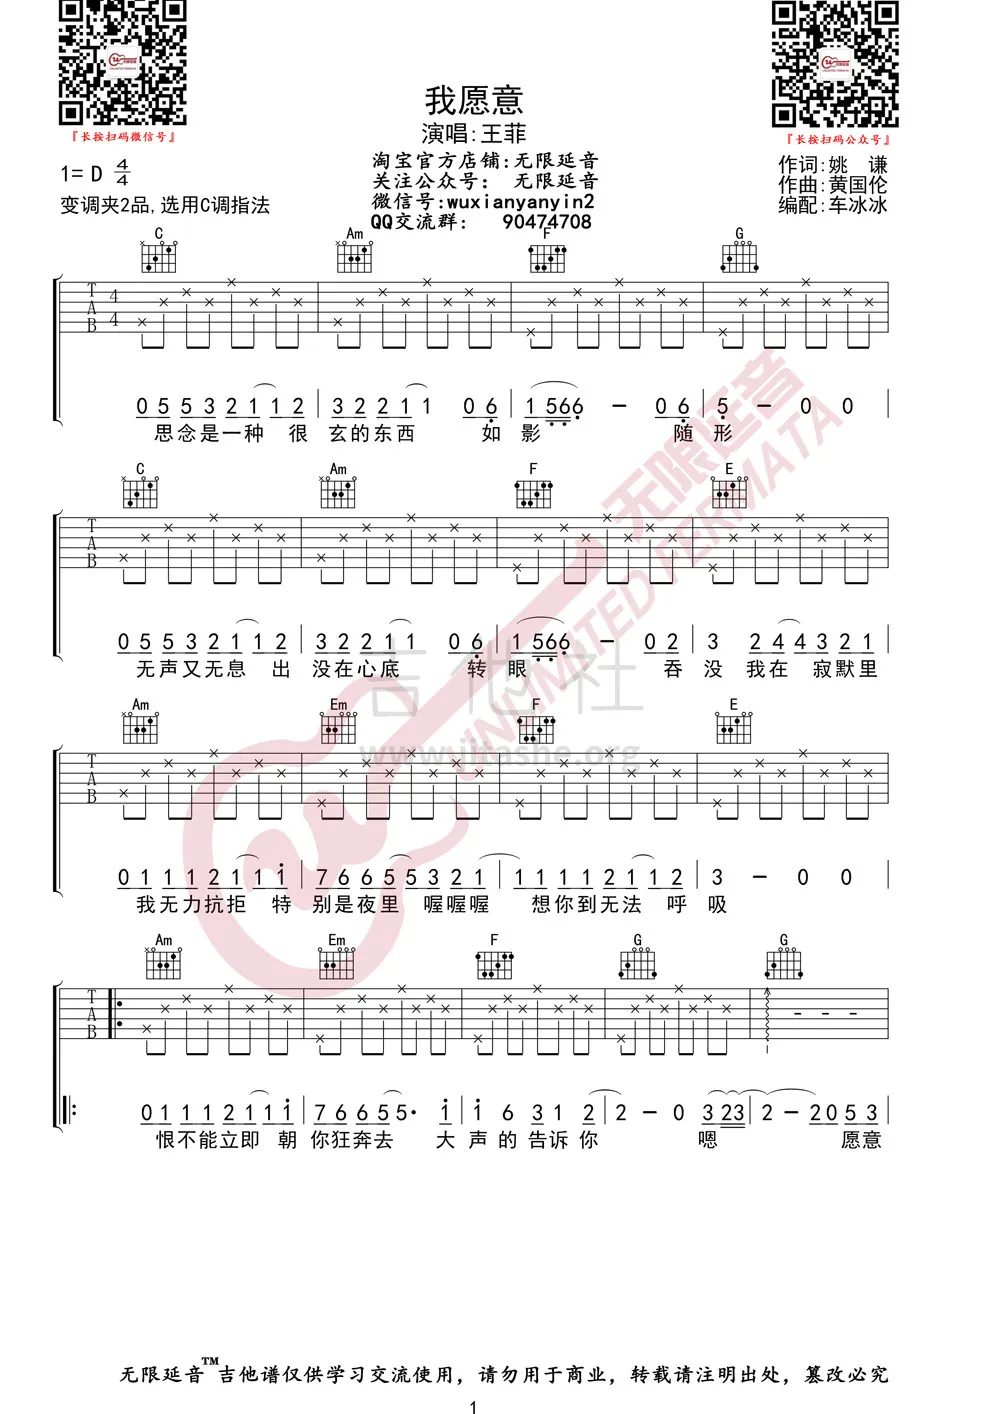 我愿意
演唱:王菲
『长按扫码微信号』
『长按扫码公众号』
淘宝官方店铺:无限延音
关注公众号: 无限延音
微信号:wuxianyanyin2
QQ交流群: 90474708
1=D 4/4
变调夹2品,选用C调指法
作词:姚 谦
作曲:黄国伦
编配:车冰冰
C Am F G
T A B 4 4
0 5 5 3 2 1 1 2 3 2 2 1 1 1 0 6 1 5 6 6 6 - 0 6 5 - 0 0
思念是一种 很 玄的东西 如 影 随 形
C Am F E
T A B
0 5 5 3 2 1 1 2 3 2 2 1 1 0 6 1 5 6 6 6 - 0 2 3 2 4 4 3 2 1
无声又无息 出 没在心底 转 眼 吞 没 我在 寂默里
Am Em F E
T A B
0 1 1 1 2 1 1 1 7 6 6 5 5 3 2 1 1 1 1 1 2 1 1 2 3 - 0 0
我无力抗拒 特 别是夜里 喔喔喔 想你到无法 呼 吸
Am Em F G G
T A B
0 1 1 1 2 1 1 1 7 6 6 5 5· 1 1 6 3 1 2 2 - 0 3 2 3 2 - 2 0 5 3
恨不能立即 朝 你狂奔去 大 声的告诉你 嗯 愿意
吉他社
www.jitashe.org
无限延音
UNLIMITED FERMATA
无限延音™吉他谱仅供学习交流使用，请勿用于商业，转载请注明出处，篡改必究
1